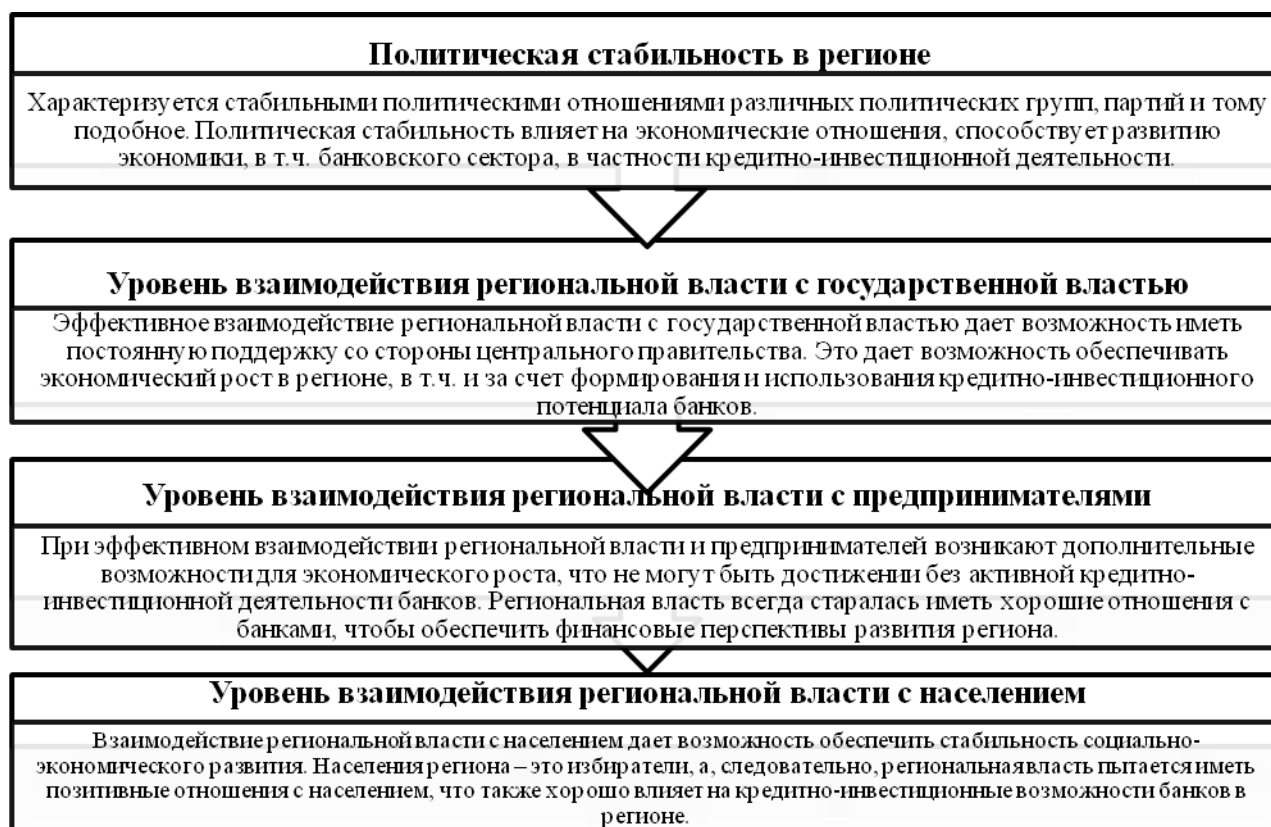 Политическая стабильность в регионе
Характеризуется стабильными политическими отношениями различных политических групп, партий и тому
подобное. Политическая стабильность влияет на экономические отношения, способствует развитию
экономики, в т.ч. банковского сектора, в частности кредитно-инвестиционной деятельности.
Уровень взаимодействия региональной власти с государственной властью
Эффективное взаимодействие региональной власти с государственной властью дает возможность иметь
постоянную поддержку со стороны центрального правительства. Это дает возможность обеспечивать
экономический рост в регионе, в т.ч. и за счет формирования и использования кредитно-инвестиционного
потенциала банков.
Уровень взаимодействия региональной власти с предпринимателями
При эффективном взаимодействии региональной власти и предпринимателей возникают дополнительные
возможности для экономического роста, что не могут быть достижении без активной кредитно-
инвестиционной деятельности банков. Региональная власть всегда старалась иметь хорошие отношения с
банками, чтобы обеспечить финансовые перспективы развития региона.
Уровень взаимодействия региональной власти с населением
Взаимодействие региональной власти с населением дает возможность обеспечить стабильность социально-
экономического развития. Населения региона – это избиратели, а, следовательно, региональная власть пытается иметь
позитивные отношения с населением, что также хорошо влияет на кредитно-инвестиционные возможности банков в
регионе.